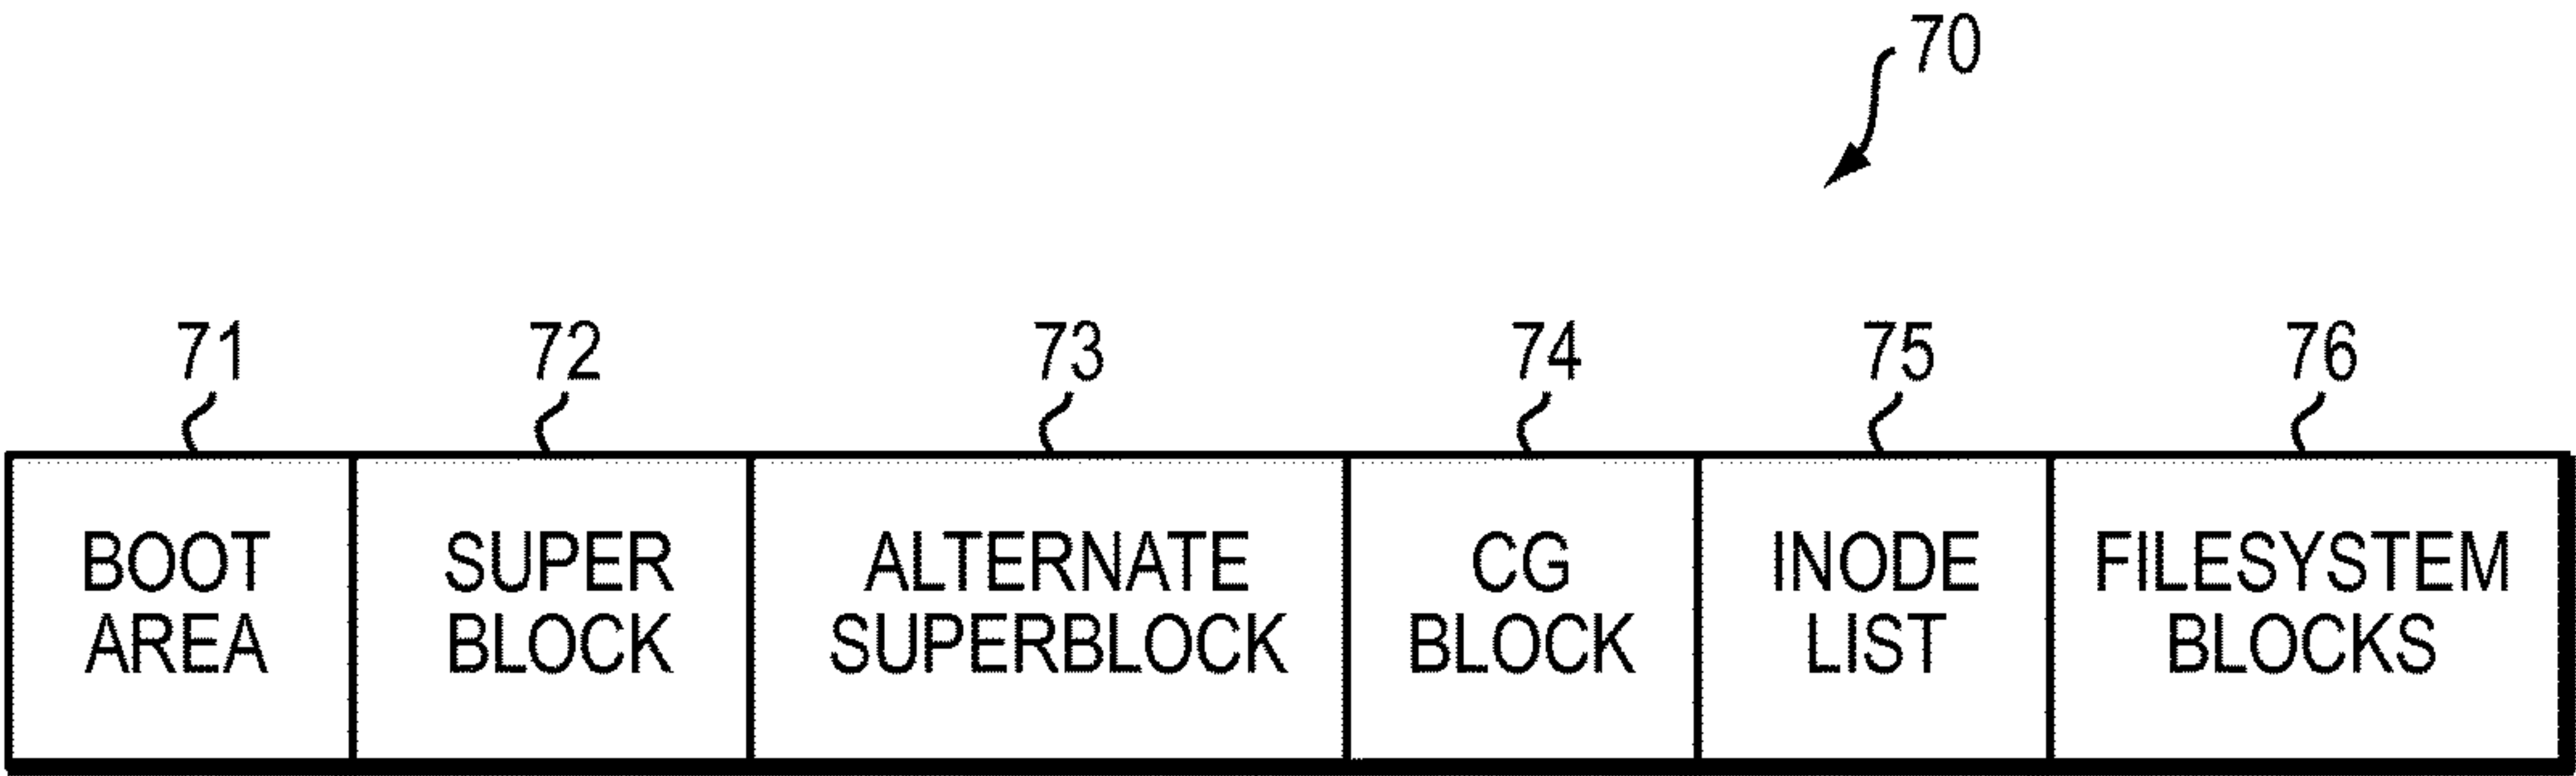 70
71
72
73
74
75
76
BOOT
AREA
SUPER
BLOCK
ALTERNATE
SUPERBLOCK
CG
BLOCK
INODE
LIST
FILESYSTEM
BLOCKS